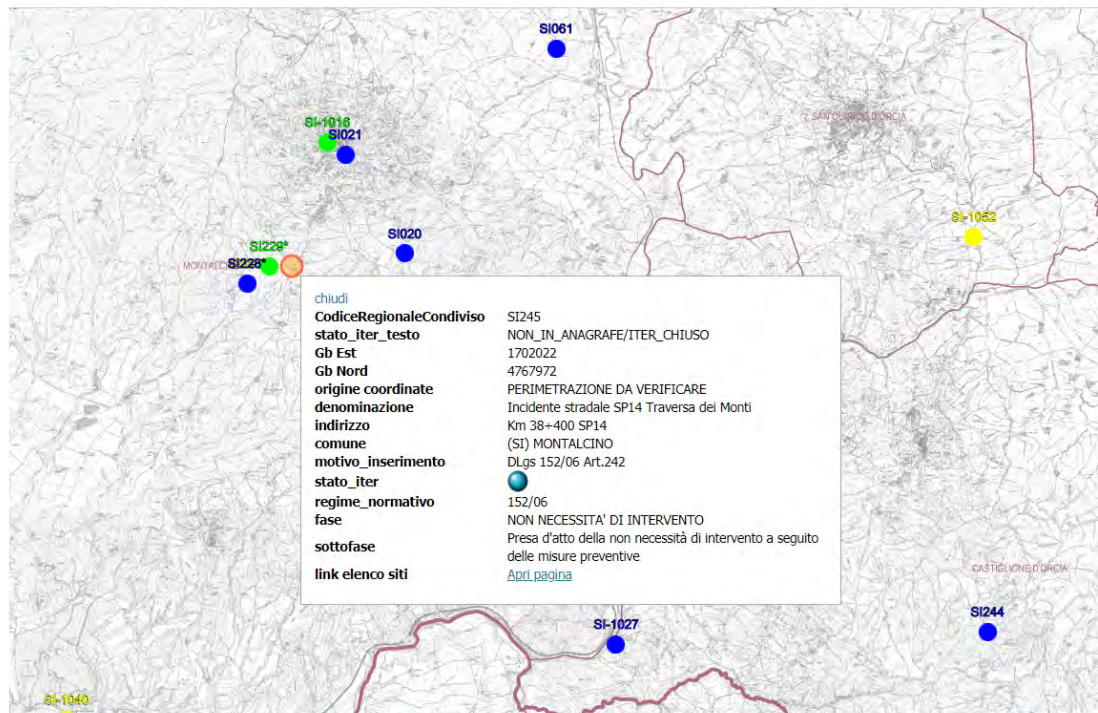 SI061
SAN QUIRICO D'ORCIA
SI-1016
SI021
SI-1052
SI020
SI229*
MONTALCI
SI228*
chiudi
CodiceRegionaleCondiviso SI245
stato_iter_testo NON_IN_ANAGRAFE/ITER_CHIUSO
Gb Est 1702022
Gb Nord 4767972
origine coordinate PERIMETRAZIONE DA VERIFICARE
denominazione Incidente stradale SP14 Traversa dei Monti
indirizzo Km 38+400 SP14
comune (SI) MONTALCINO
motivo_inserimento DLgs 152/06 Art.242
stato_iter
regime_normativo 152/06
fase NON NECESSITA' DI INTERVENTO
sottofase Presa d'atto della non necessità di intervento a seguito
delle misure preventive
link elenco siti Apri pagina
CASTIGLIONE D'ORCIA
SI-1027
SI244
SI-1040